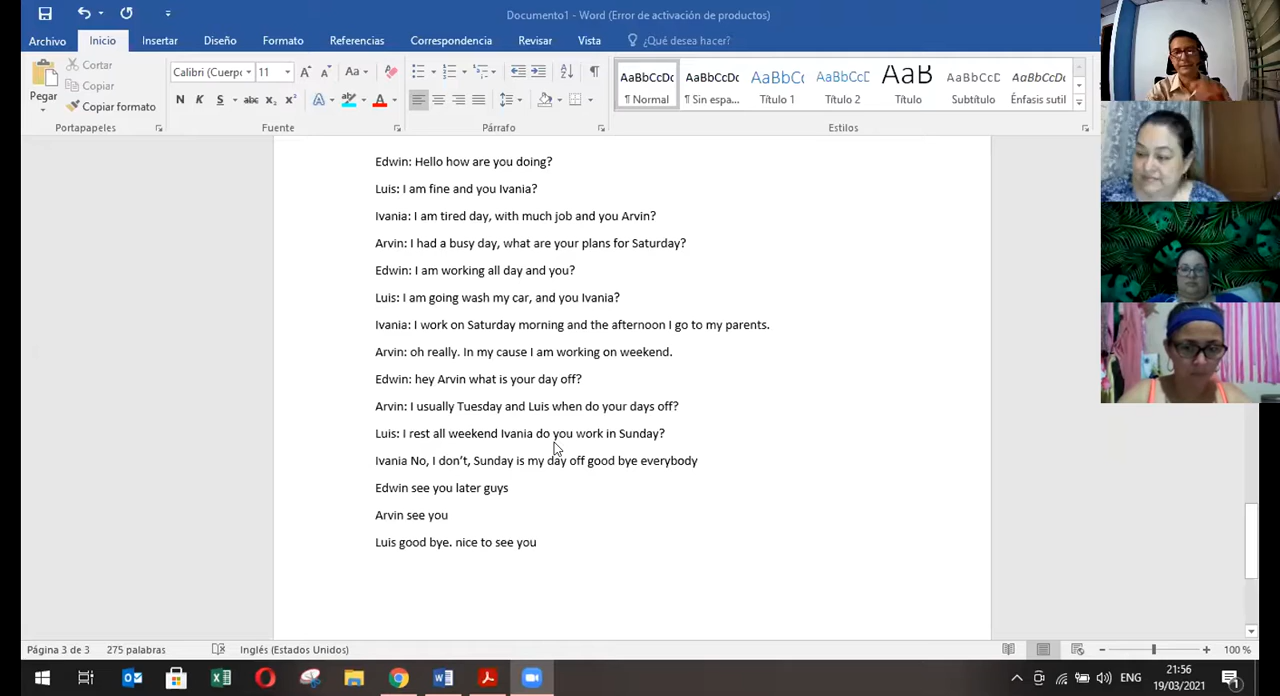 Documento1 - Word (Error de activación de productos)
Archivo Inicio Insertar Diseño Formato Referencias Correspondencia Revisar Vista ¿Qué desea hacer?
Pegar
Cortar
Copiar
Copiar formato
Calibri (Cuerpo 11
Aa
N K S abc x₂ x² A A
AaBbCcDc AaBbCcDc AaBbCc AaBbCcD AaB AaBbCcD AaBbCcDc
¶ Normal ¶ Sin espa... Título 1 Título 2 Título Subtítulo Énfasis sutil
Portapapeles Fuente Párrafo Estilos
Edwin: Hello how are you doing?
Luis: I am fine and you Ivania?
Ivania: I am tired day, with much job and you Arvin?
Arvin: I had a busy day, what are your plans for Saturday?
Edwin: I am working all day and you?
Luis: I am going wash my car, and you Ivania?
Ivania: I work on Saturday morning and the afternoon I go to my parents.
Arvin: oh really. In my cause I am working on weekend.
Edwin: hey Arvin what is your day off?
Arvin: I usually Tuesday and Luis when do your days off?
Luis: I rest all weekend Ivania do you work in Sunday?
Ivania No, I don't, Sunday is my day off good bye everybody
Edwin see you later guys
Arvin see you
Luis good bye. nice to see you
Página 3 de 3 275 palabras Inglés (Estados Unidos) 100 %
ENG
21:56
19/03/2021
1